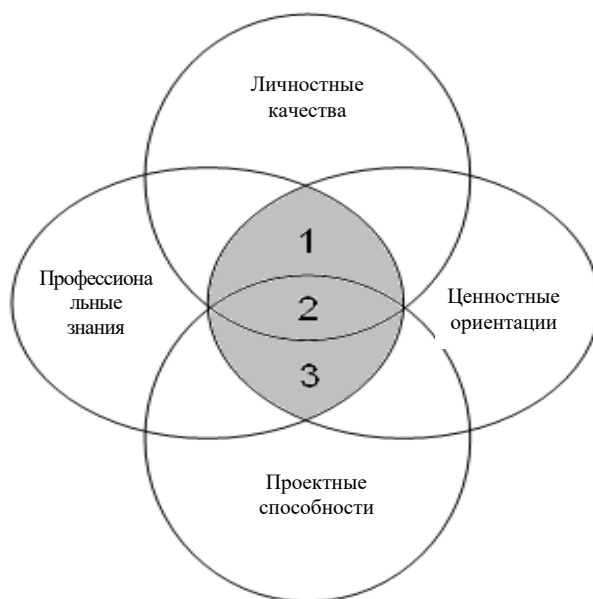 Личностные
качества
1
Профессиона
льные
знания
2
Ценностные
ориентации
3
Проектные
способности